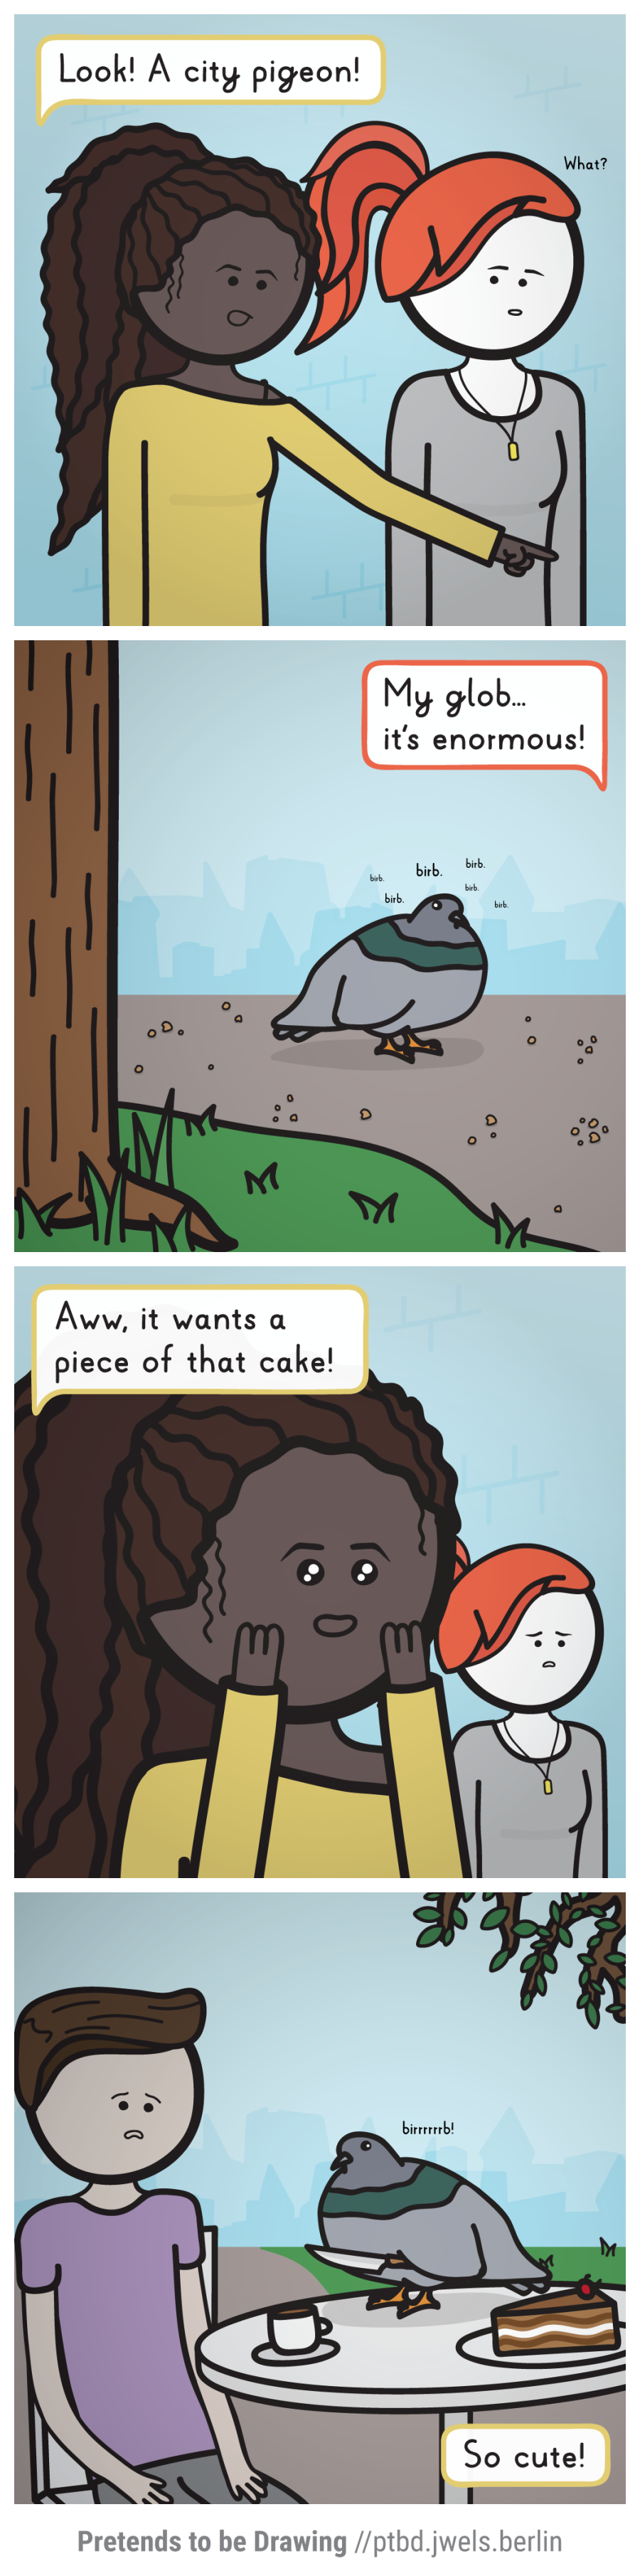 Look! A city pigeon!
What?
My glob...
it's enormous!
birb.
birb.
birb.
birb.
birb.
birb.
Aww, it wants a
piece of that cake!
birrrrrrb!
So cute!
Pretends to be Drawing //ptbd.jwels.berlin